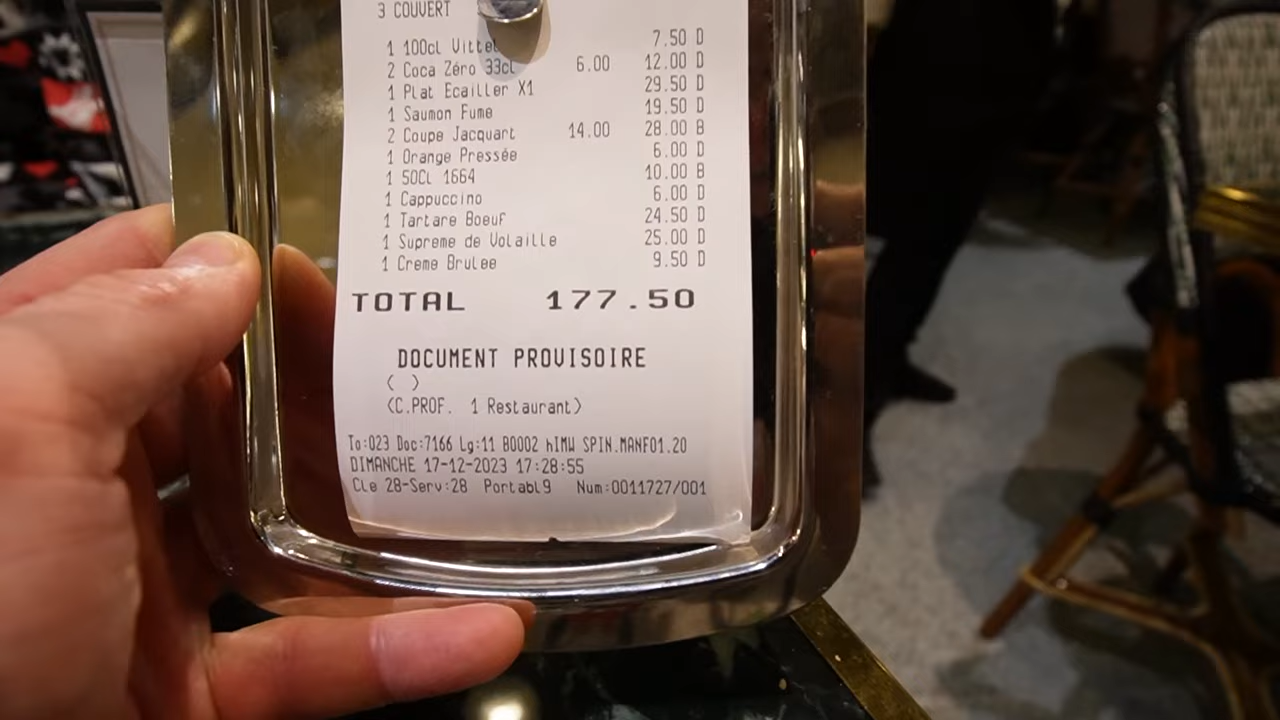 3 COUVERT
1 100cl Vittel 7.50 D
2 Coca Zéro 33cl 6.00 12.00 D
1 Plat Ecailler X1 29.50 D
1 Saumon Fume 19.50 D
2 Coupe Jacquart 14.00 28.00 B
1 Orange Pressée 6.00 D
1 50Cl 1664 10.00 B
1 Cappuccino 6.00 D
1 Tartare Boeuf 24.50 D
1 Supreme de Volaille 25.00 D
1 Creme Brulee 9.50 D
TOTAL 177.50
DOCUMENT PROVISOIRE
( )
(C.PROF. 1 Restaurant)
Ta:023 Doc:7166 Lg:11 B0002 hIMW SPIN.MANF01.20
DIMANCHE 17-12-2023 17:28:55
Cle 28-Serv:28 Portabl9 Num:0011727/001